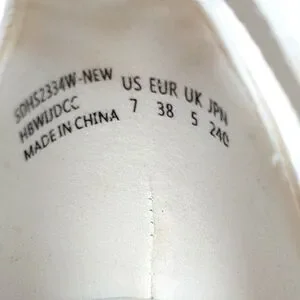 SDHS2334W-NEW US EUR UK JPN
HBWIJDCC 7 38 5 240
MADE IN CHINA